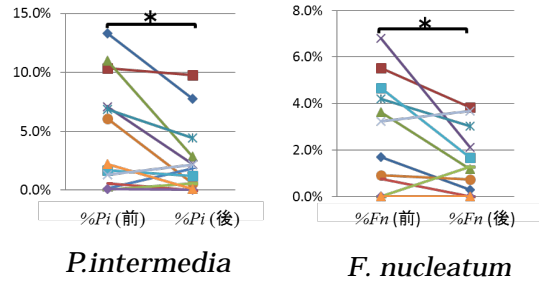 *
15.0%
10.0%
5.0%
0.0%
%Pi (前) %Pi (後)
P.intermedia
*
8.0%
6.0%
4.0%
2.0%
0.0%
%Fn (前) %Fn (後)
F. nucleatum